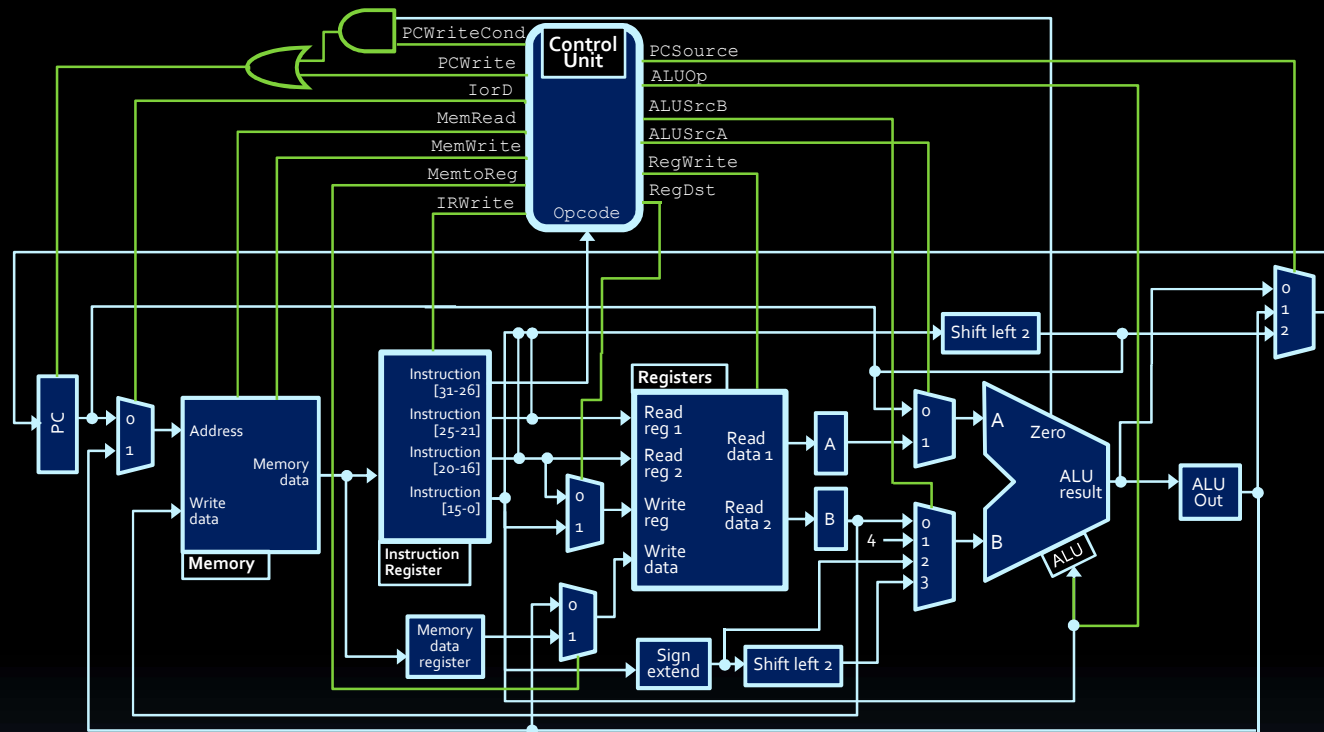 PCWriteCond
PCWrite
IorD
MemRead
MemWrite
MemtoReg
IRWrite
Control
Unit
Opcode
PCSource
ALUOp
ALUSrcB
ALUSrcA
RegWrite
RegDst
0
1
2
Shift left 2
PC
0
1
Address
Memory
data
Write
data
Memory
Instruction
[31-26]
Instruction
[25-21]
Instruction
[20-16]
Instruction
[15-0]
Instruction
Register
Memory
data
register
0
1
0
1
Registers
Read
reg 1
Read
reg 2
Write
reg
Write
data
Read
data 1
Read
data 2
A
B
Sign
extend
Shift left 2
0
1
4
0
1
2
3
A
B
Zero
ALU
result
ALU
ALU
Out